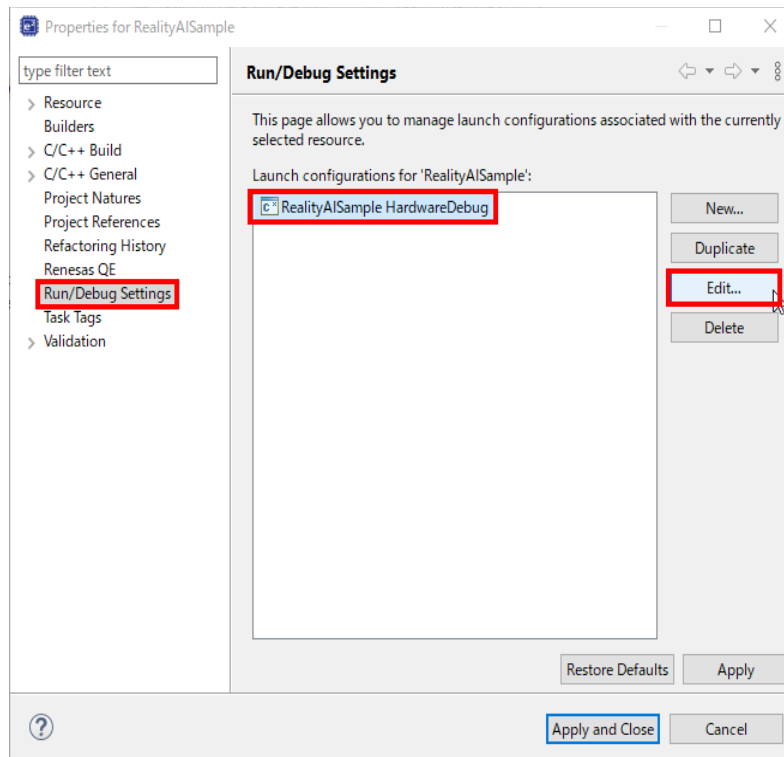 Properties for RealityAISample
type filter text
Resource
Builders
C/C++ Build
C/C++ General
Project Natures
Project References
Refactoring History
Renesas QE
Run/Debug Settings
Task Tags
Validation
Run/Debug Settings
This page allows you to manage launch configurations associated with the currently
selected resource.
Launch configurations for 'RealityAISample':
RealityAISample HardwareDebug
New...
Duplicate
Edit...
Delete
Restore Defaults
Apply
Apply and Close
Cancel